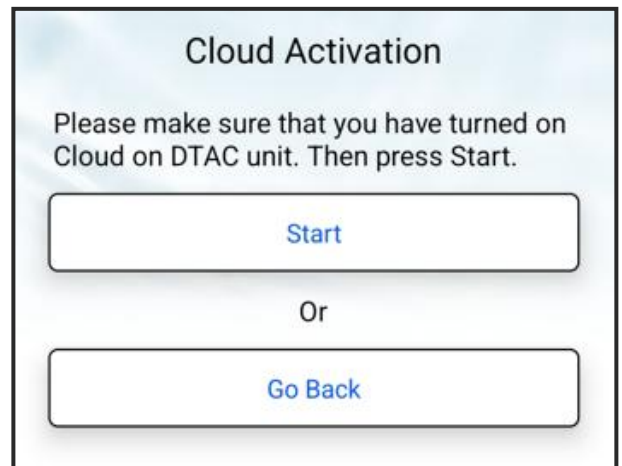 Cloud Activation
Please make sure that you have turned on
Cloud on DTAC unit. Then press Start.
Start
Or
Go Back